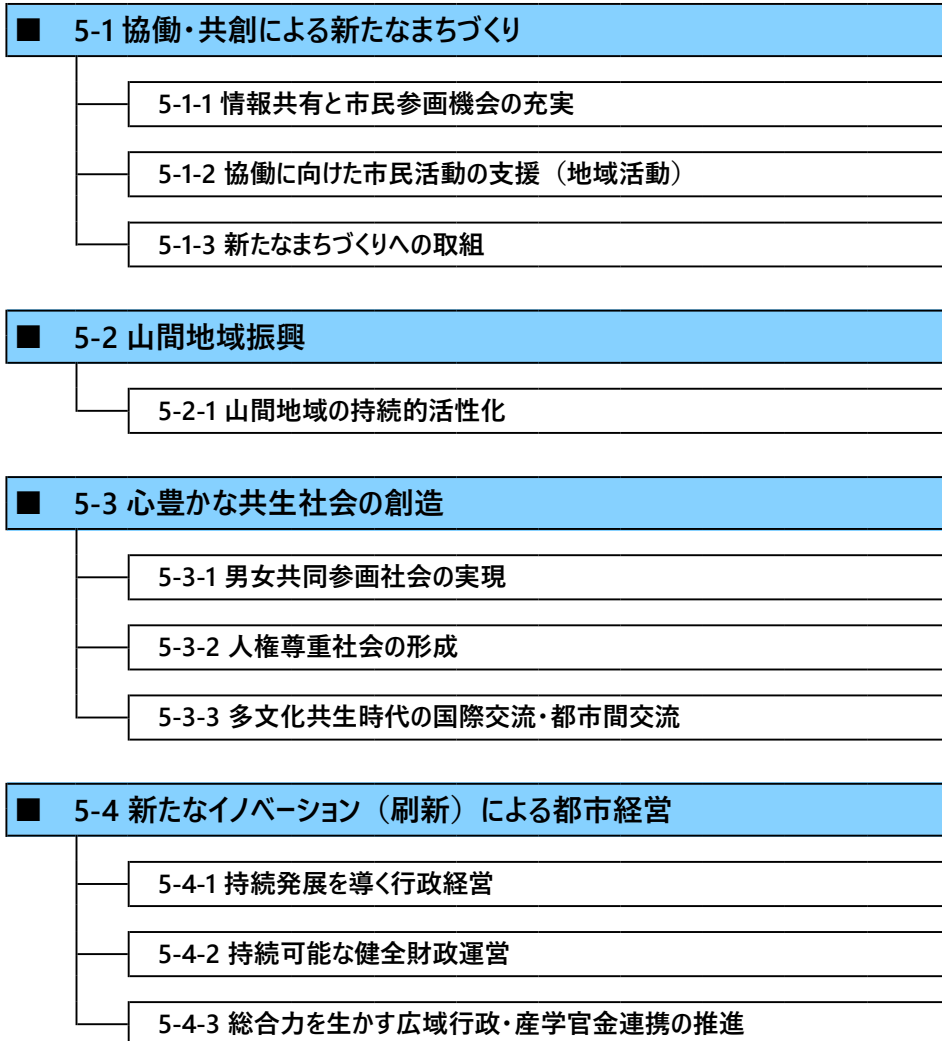 ■ 5-1 協働・共創による新たなまちづくり
5-1-1 情報共有と市民参画機会の充実
5-1-2 協働に向けた市民活動の支援（地域活動）
5-1-3 新たなまちづくりへの取組
■ 5-2 山間地域振興
5-2-1 山間地域の持続的活性化
■ 5-3 心豊かな共生社会の創造
5-3-1 男女共同参画社会の実現
5-3-2 人権尊重社会の形成
5-3-3 多文化共生時代の国際交流・都市間交流
■ 5-4 新たなイノベーション（刷新）による都市経営
5-4-1 持続発展を導く行政経営
5-4-2 持続可能な健全財政運営
5-4-3 総合力を生かす広域行政・産学官金連携の推進